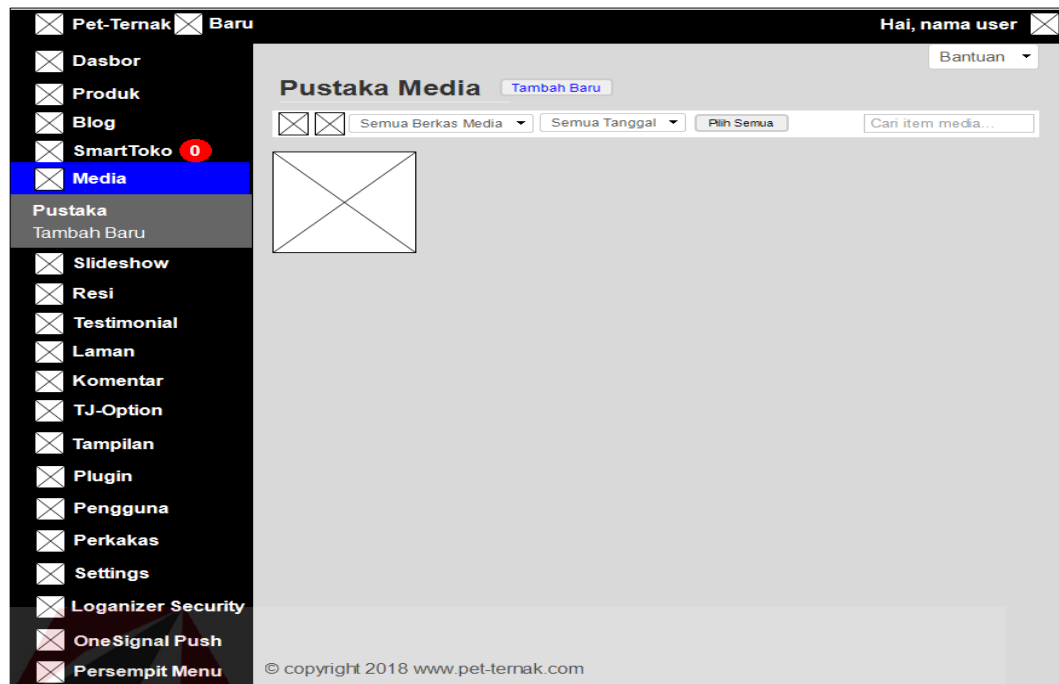 Pet-Ternak Baru Hai, nama user
Bantuan
Dasbor
Pustaka Media Tambah Baru
Produk
Blog
Semua Berkas Media Semua Tanggal Pilih Semua Cari item media...
SmartToko 0
Media
Pustaka
Tambah Baru
Slideshow
Resi
Testimonial
Laman
Komentar
TJ-Option
Tampilan
Plugin
Pengguna
Perkakas
Settings
Loganizer Security
OneSignal Push
Persempit Menu
© copyright 2018 www.pet-ternak.com